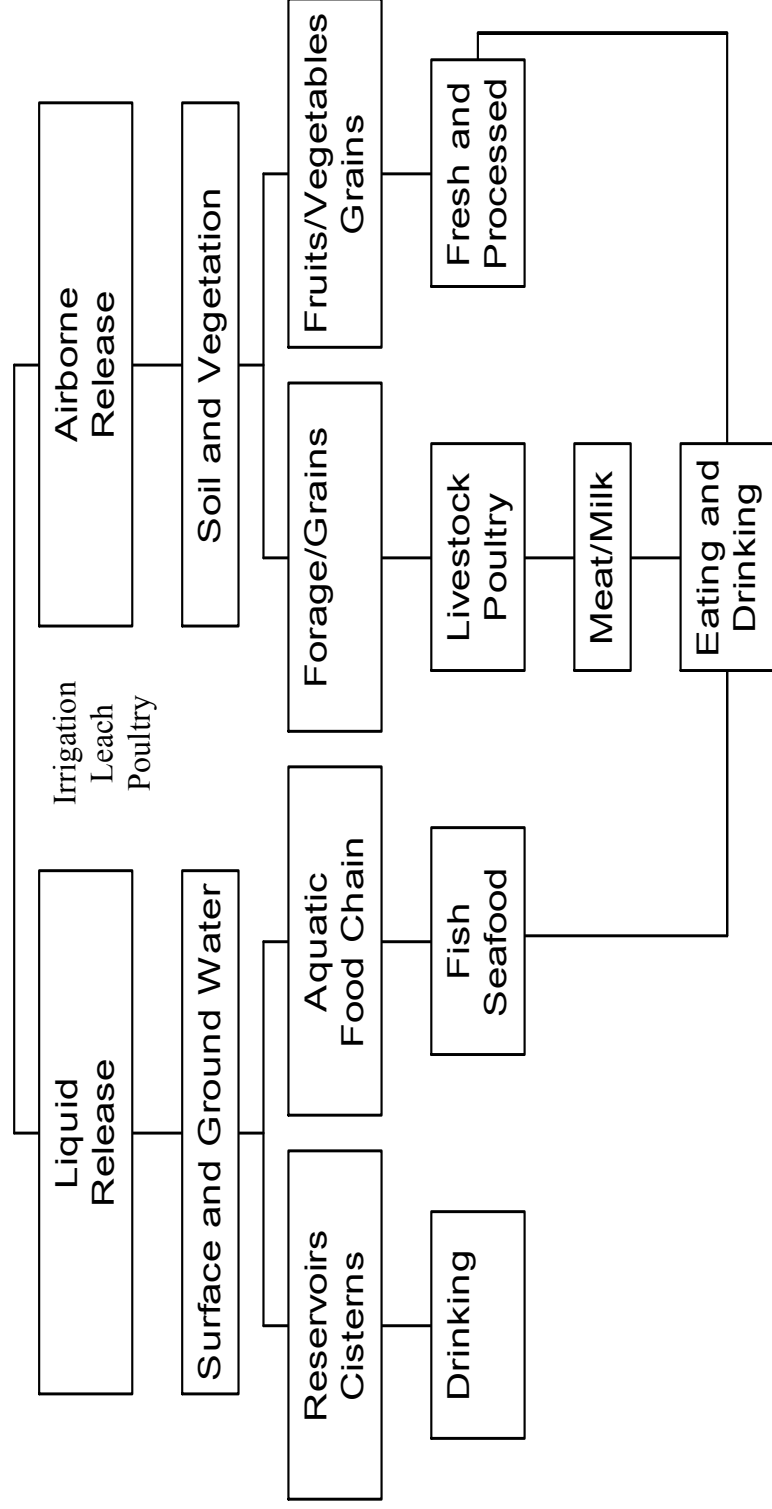 Liquid
Release
Irrigation
Leach
Poultry
Airborne
Release
Surface and Ground Water
Soil and Vegetation
Reservoirs
Cisterns
Aquatic
Food Chain
Forage/Grains
Fruits/Vegetables
Grains
Drinking
Fish
Seafood
Livestock
Poultry
Fresh and
Processed
Meat/Milk
Eating and
Drinking